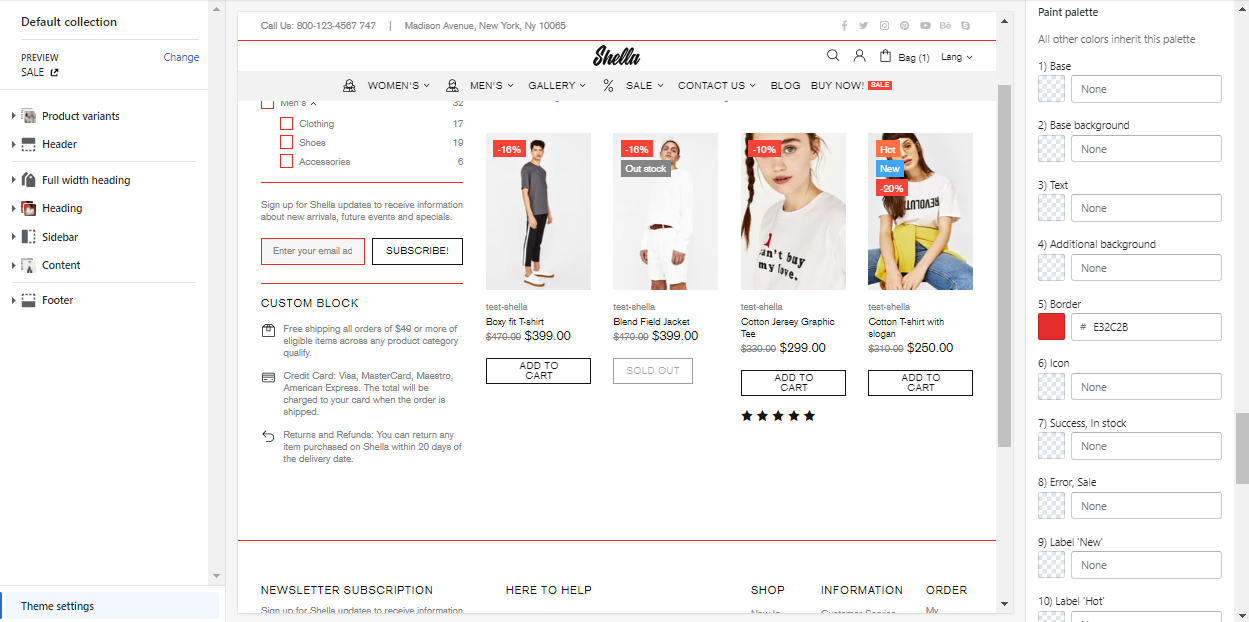 Default collection
PREVIEW
Change
SALE
Product variants
Header
Full width heading
Heading
Sidebar
Content
Footer
Theme settings
Call Us: 800-123-4567 747 | Madison Avenue, New York, Ny 10065
Shella
Bag (1) Lang
WOMEN'S MEN'S GALLERY SALE CONTACT US BLOG BUY NOW! SALE
Men's 32
Clothing 17
Shoes 19
Accessories 6
Sign up for Shella updates to receive information
about new arrivals, future events and specials.
Enter your email ad
SUBSCRIBE!
CUSTOM BLOCK
Free shipping all orders of $49 or more of
eligible items across any product category
qualify.
Credit Card: Visa, MasterCard, Maestro,
American Express. The total will be
charged to your card when the order is
shipped.
Returns and Refunds: You can return any
item purchased on Shella within 20 days of
the delivery date.
-16%
test-shella
Boxy fit T-shirt
$470.00 $399.00
ADD TO
CART
-16%
Out stock
test-shella
Blend Field Jacket
$470.00 $399.00
SOLD OUT
-10%
I
can't buy
my love.
test-shella
Cotton Jersey Graphic
Tee
$330.00 $299.00
ADD TO
CART
Hot
New
-20%
test-shella
Cotton T-shirt with
slogan
$310.00 $250.00
ADD TO
CART
NEWSLETTER SUBSCRIPTION
Sign up for Shella updates to receive information
HERE TO HELP
SHOP
New In
INFORMATION
Customer Service
ORDER
My
Paint palette
All other colors inherit this palette
1) Base
None
2) Base background
None
3) Text
None
4) Additional background
None
5) Border
# E32C2B
6) Icon
None
7) Success, In stock
None
8) Error, Sale
None
9) Label 'New'
None
10) Label 'Hot'